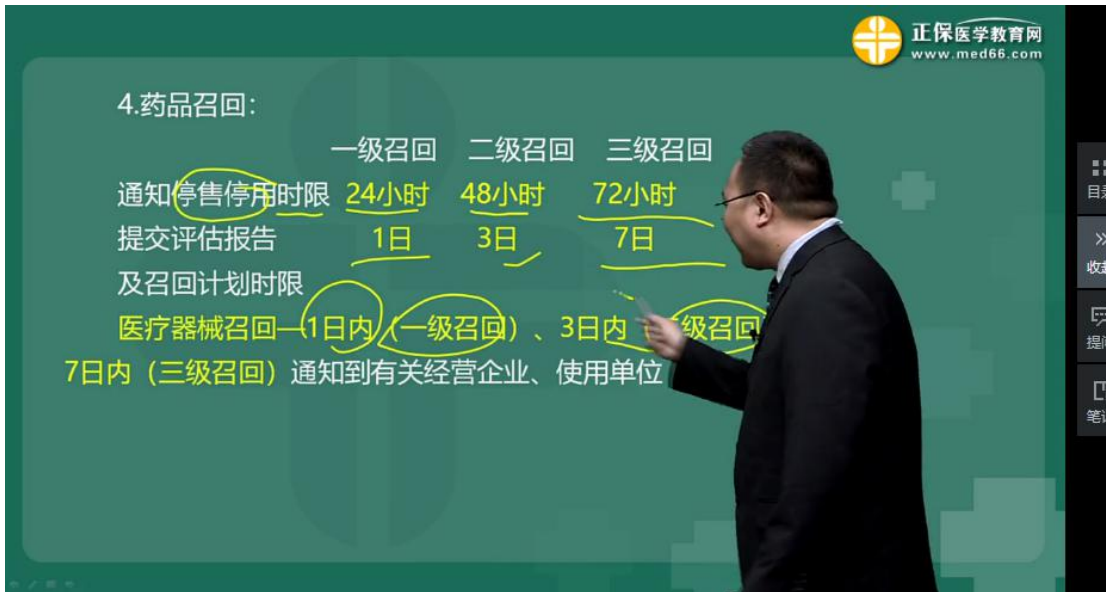 正保医学教育网
www.med66.com
4.药品召回:
一级召回 二级召回 三级召回
通知停售停用时限 24小时 48小时 72小时
提交评估报告 1日 3日 7日
及召回计划时限
医疗器械召回—1日内（一级召回）、3日内 级召回
7日内（三级召回）通知到有关经营企业、使用单位